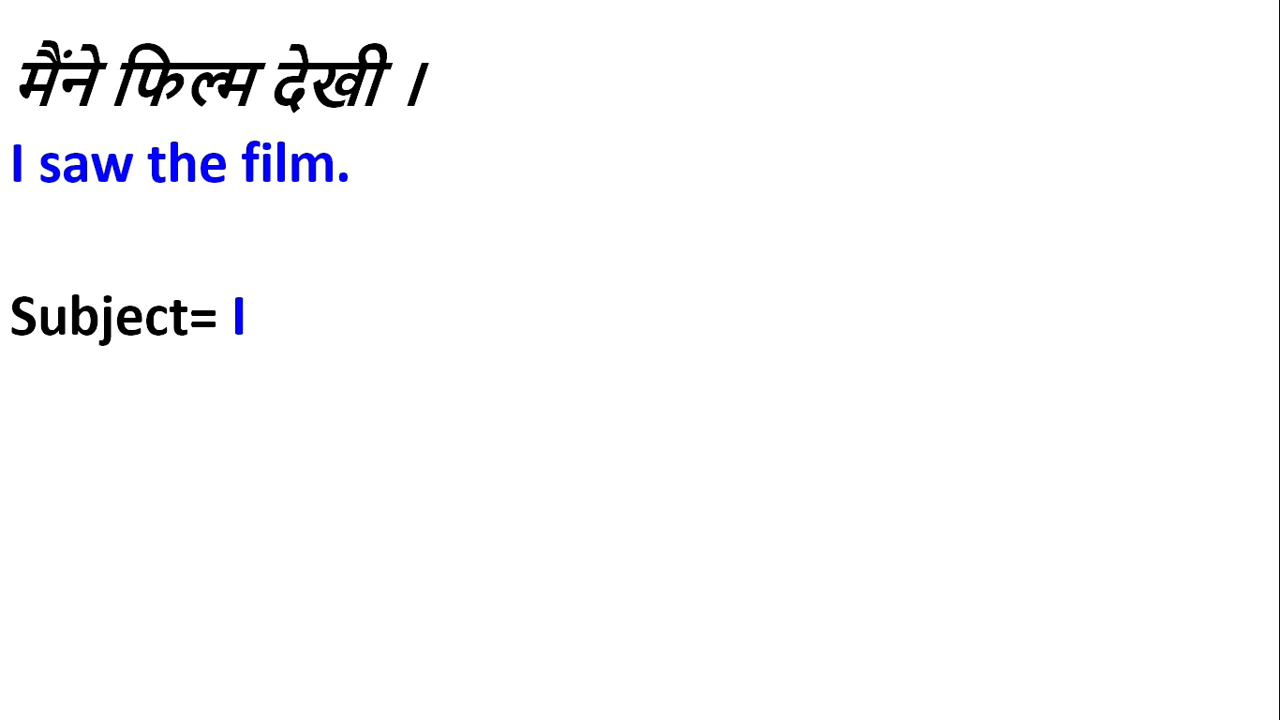 मैंने फिल्म देखी ।
I saw the film.
Subject= I